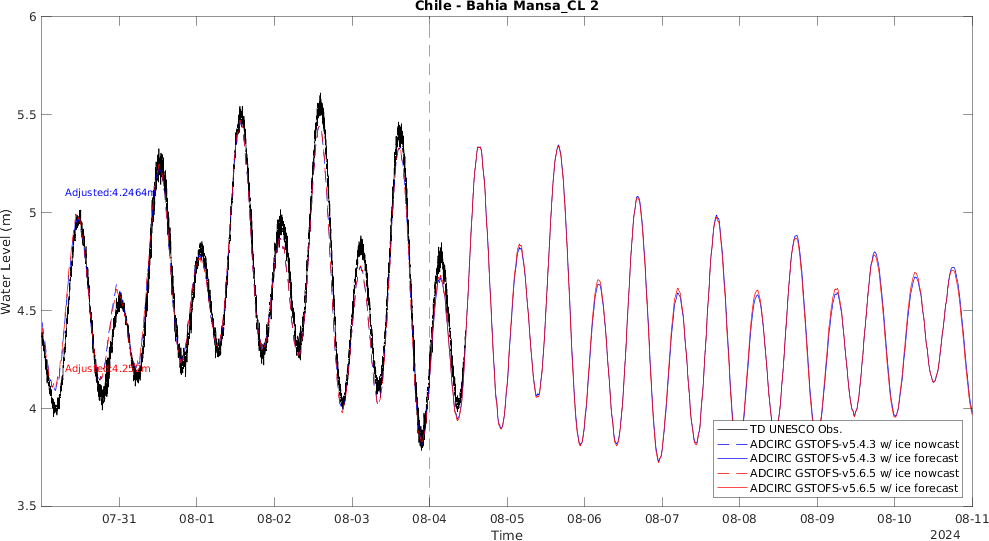 Chile - Bahia Mansa_CL 2
6
5.5
5
4.5
4
3.5
Water Level (m)
Adjusted:4.2464m
Adjusted:4.252m
TD UNESCO Obs.
ADCIRC GSTOFS-v5.4.3 w/ ice nowcast
ADCIRC GSTOFS-v5.4.3 w/ ice forecast
ADCIRC GSTOFS-v5.6.5 w/ ice nowcast
ADCIRC GSTOFS-v5.6.5 w/ ice forecast
07-31 08-01 08-02 08-03 08-04 08-05 08-06 08-07 08-08 08-09 08-10 08-11
Time
2024